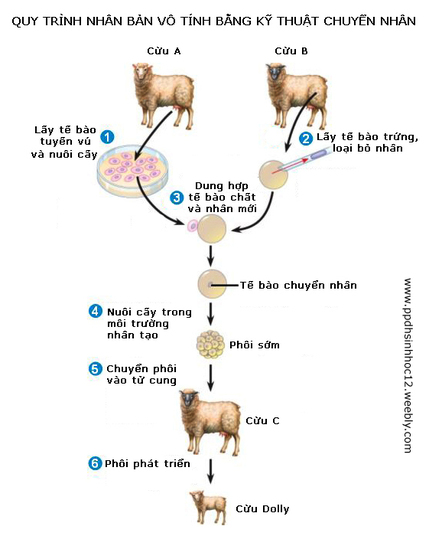 QUY TRÌNH NHÂN BẢN VÔ TÍNH BẰNG KỸ THUẬT CHUYỂN NHÂN
Cừu A
Cừu B
1
Lấy tế bào
tuyến vú
và nuôi cấy
2
Lấy tế bào trứng,
loại bỏ nhân
3
Dung hợp
tế bào chất
và nhân mới
Tế bào chuyển nhân
4
Nuôi cấy trong
môi trường
nhân tạo
Phôi sớm
5
Chuyển phôi
vào tử cung
Cừu C
6
Phôi phát triển
Cừu Dolly
www.ppdhsinhhoc12.weebly.com